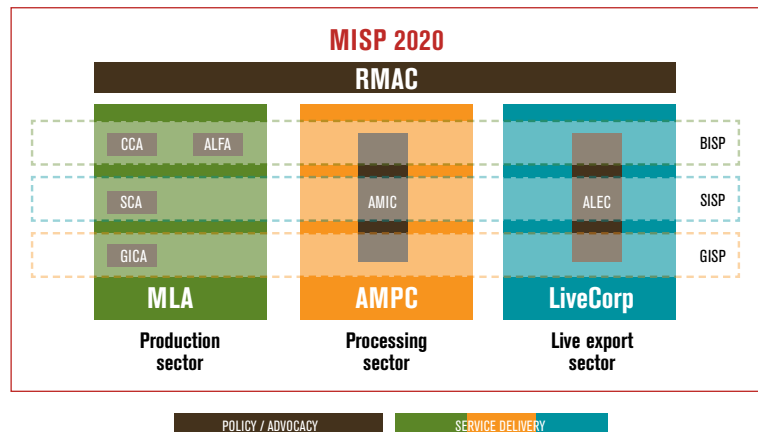 MISP 2020
RMAC
CCA ALFA BISP
SCA AMIC ALEC SISP
GICA GISP
MLA AMPC LiveCorp
Production sector
Processing sector
Live export sector
POLICY / ADVOCACY SERVICE DELIVERY